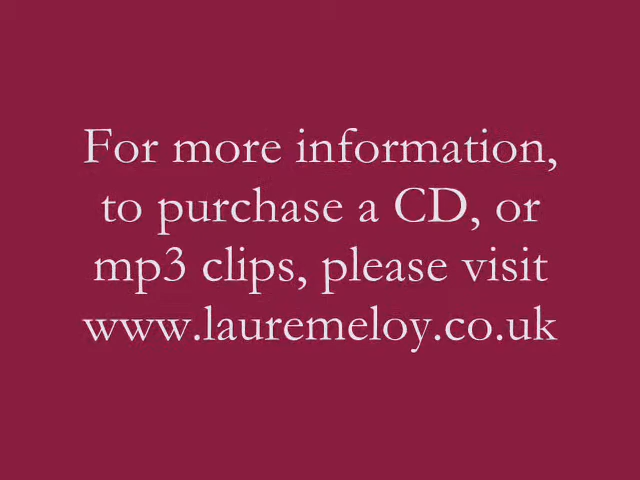 For more information,
to purchase a CD, or
mp3 clips, please visit
www.lauremeloy.co.uk